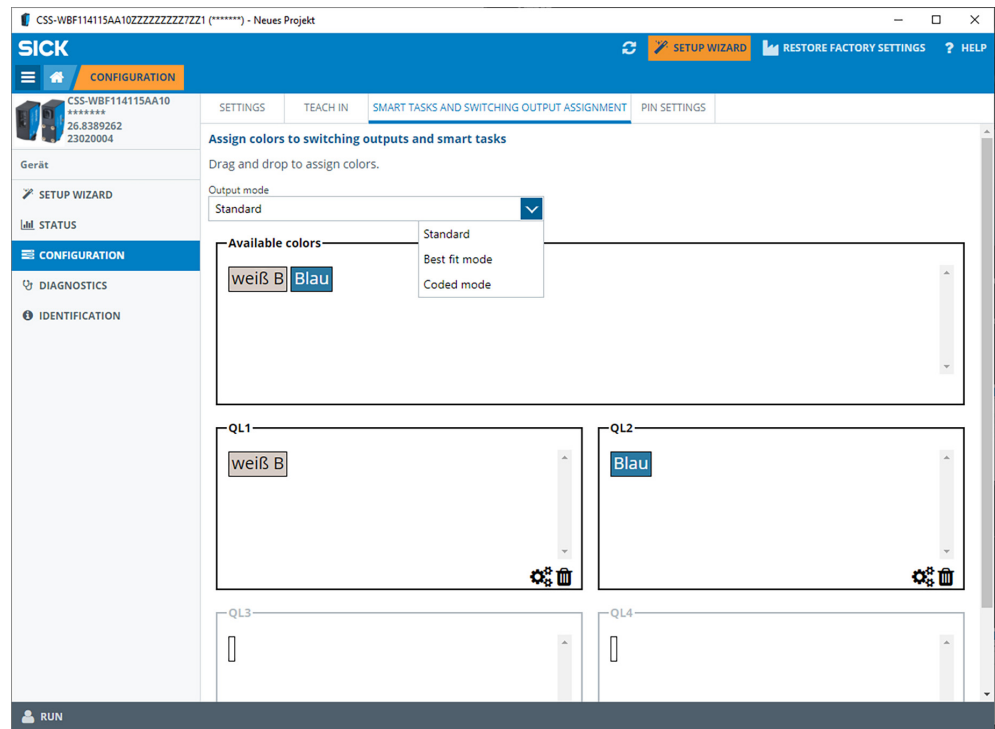 CSS-WBF114115AA10ZZZZZZZZZZ7ZZ1 (*******) - Neues Projekt
SICK
SETUP WIZARD
RESTORE FACTORY SETTINGS
? HELP
CONFIGURATION
CSS-WBF114115AA10
*******
26.8389262
23020004
SETTINGS
TEACH IN
SMART TASKS AND SWITCHING OUTPUT ASSIGNMENT
PIN SETTINGS
Gerät
SETUP WIZARD
STATUS
CONFIGURATION
DIAGNOSTICS
IDENTIFICATION
Assign colors to switching outputs and smart tasks
Drag and drop to assign colors.
Output mode
Standard
Standard
Best fit mode
Coded mode
Available colors
weiß B Blau
QL1
weiß B
QL2
Blau
QL3
QL4
RUN